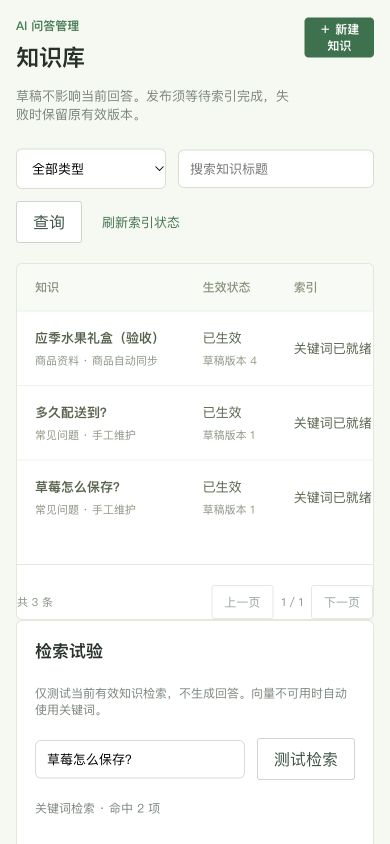 AI 问答管理
知识库
＋ 新建
知识
草稿不影响当前回答。发布须等待索引完成，失
败时保留原有效版本。
全部类型
搜索知识标题
查询
刷新索引状态
知识 生效状态 索引
应季水果礼盒（验收） 已生效 关键词已就绪
商品资料 · 商品自动同步 草稿版本 4
多久配送到? 已生效 关键词已就绪
常见问题 · 手工维护 草稿版本 1
草莓怎么保存? 已生效 关键词已就绪
常见问题 · 手工维护 草稿版本 1
共 3 条 上一页 1 / 1 下一页
检索试验
仅测试当前有效知识检索，不生成回答。向量不可用时自动
使用关键词。
草莓怎么保存?
测试检索
关键词检索 · 命中 2 项